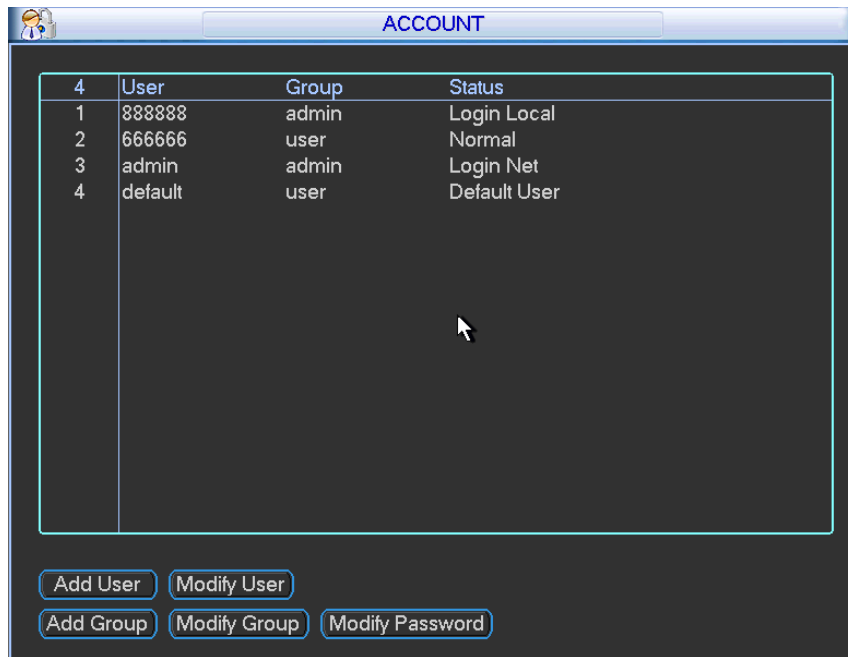 ACCOUNT
4 User Group Status
1 888888 admin Login Local
2 666666 user Normal
3 admin admin Login Net
4 default user Default User
Add User Modify User
Add Group Modify Group Modify Password